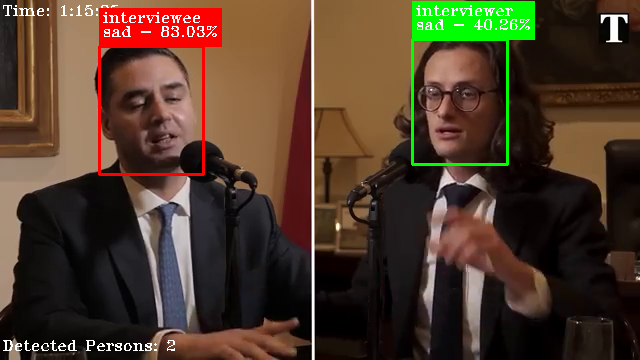 Time: 1:15:
interviewee
sad - 83.03%
interviewer
sad - 40.26%
T
Detected Persons: 2